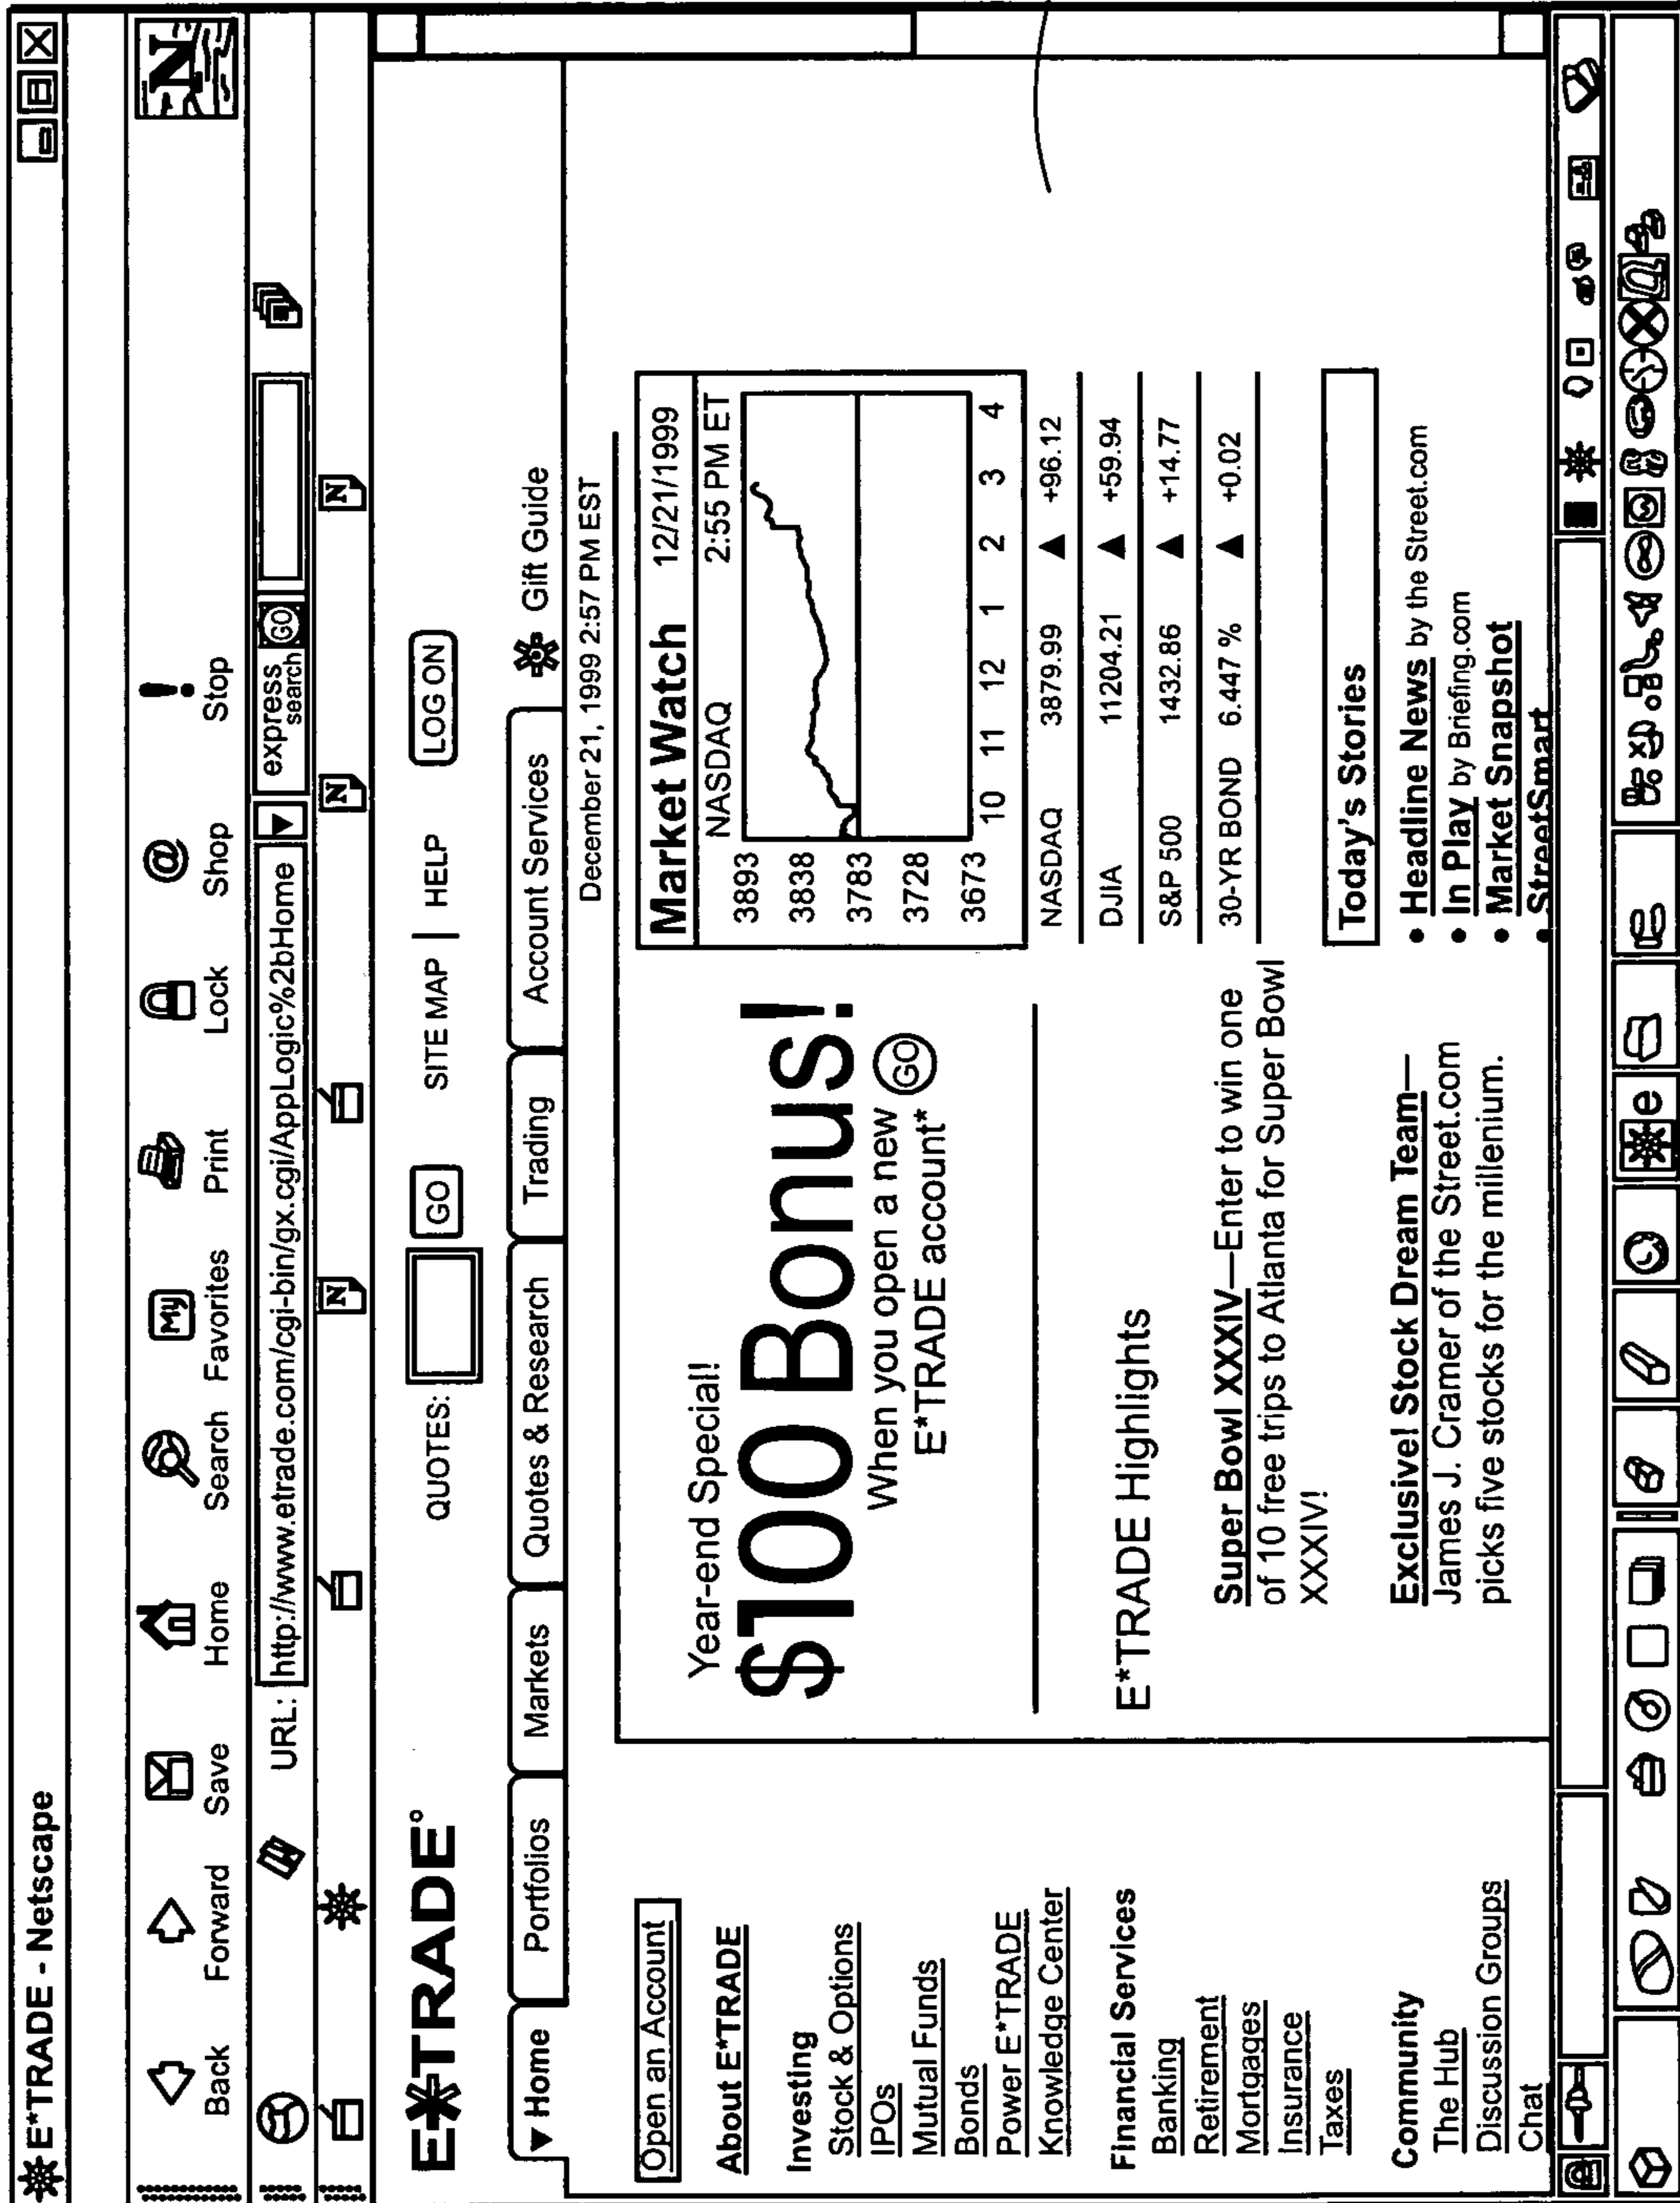 E*TRADE - Netscape
N
Back Forward Save Home Search Favorites Print Lock Shop Stop
My @ !
URL: http://www.etrade.com/cgi-bin/gx.cgi/AppLogic%2bHome express search GO
N N N
E*TRADE° QUOTES: GO SITE MAP | HELP LOG ON
Home Portfolios Markets Quotes & Research Trading Account Services Gift Guide
December 21, 1999 2:57 PM EST
Open an Account
About E*TRADE
Investing
Stock & Options
IPOs
Mutual Funds
Bonds
Power E*TRADE
Knowledge Center
Financial Services
Banking
Retirement
Mortgages
Insurance
Taxes
Community
The Hub
Discussion Groups
Chat
Year-end Special!
$100 Bonus!
When you open a new GO
E*TRADE account*
E*TRADE Highlights
Super Bowl XXXIV—Enter to win one
of 10 free trips to Atlanta for Super Bowl
XXXIV!
Exclusivel Stock Dream Team—
James J. Cramer of the Street.com
picks five stocks for the millenium.
Market Watch 12/21/1999
NASDAQ 2:55 PM ET
3893
3838
3783
3728
3673
10 11 12 1 2 3 4
NASDAQ 3879.99 ▲ +96.12
DJIA 11204.21 ▲ +59.94
S&P 500 1432.86 ▲ +14.77
30-YR BOND 6.447 % ▲ +0.02
Today's Stories
• Headline News by the Street.com
• In Play by Briefing.com
• Market Snapshot
• StreetSmart
e